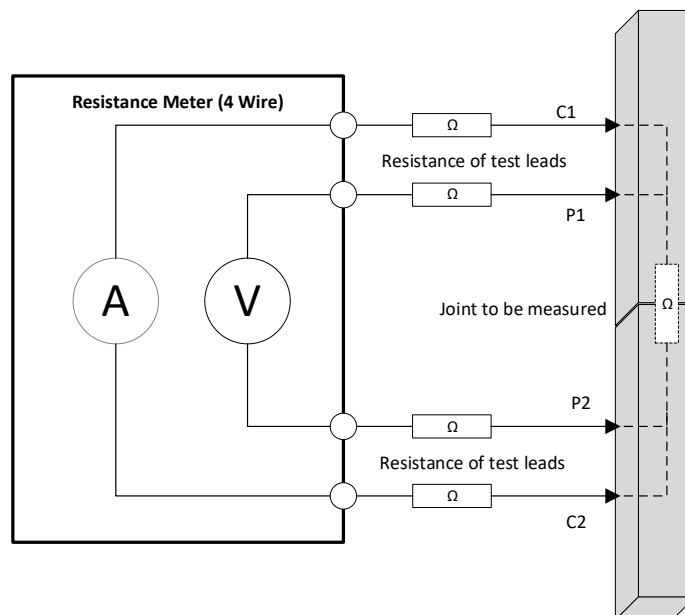 Resistance Meter (4 Wire)
Ω
C1
Resistance of test leads
Ω
P1
A
V
Joint to be measured
Ω
P2
Ω
Resistance of test leads
Ω
C2